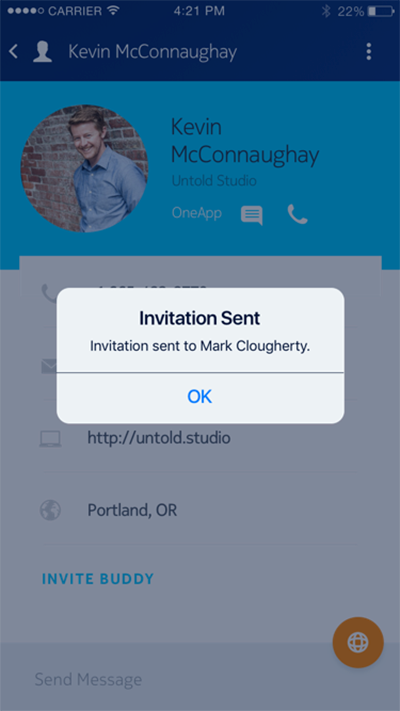 CARRIER 4:21 PM 22%
Kevin McConnaughay
Kevin
McConnaughay
Untold Studio
OneApp
Invitation Sent
Invitation sent to Mark Clougherty.
OK
http://untold.studio
Portland, OR
INVITE BUDDY
Send Message